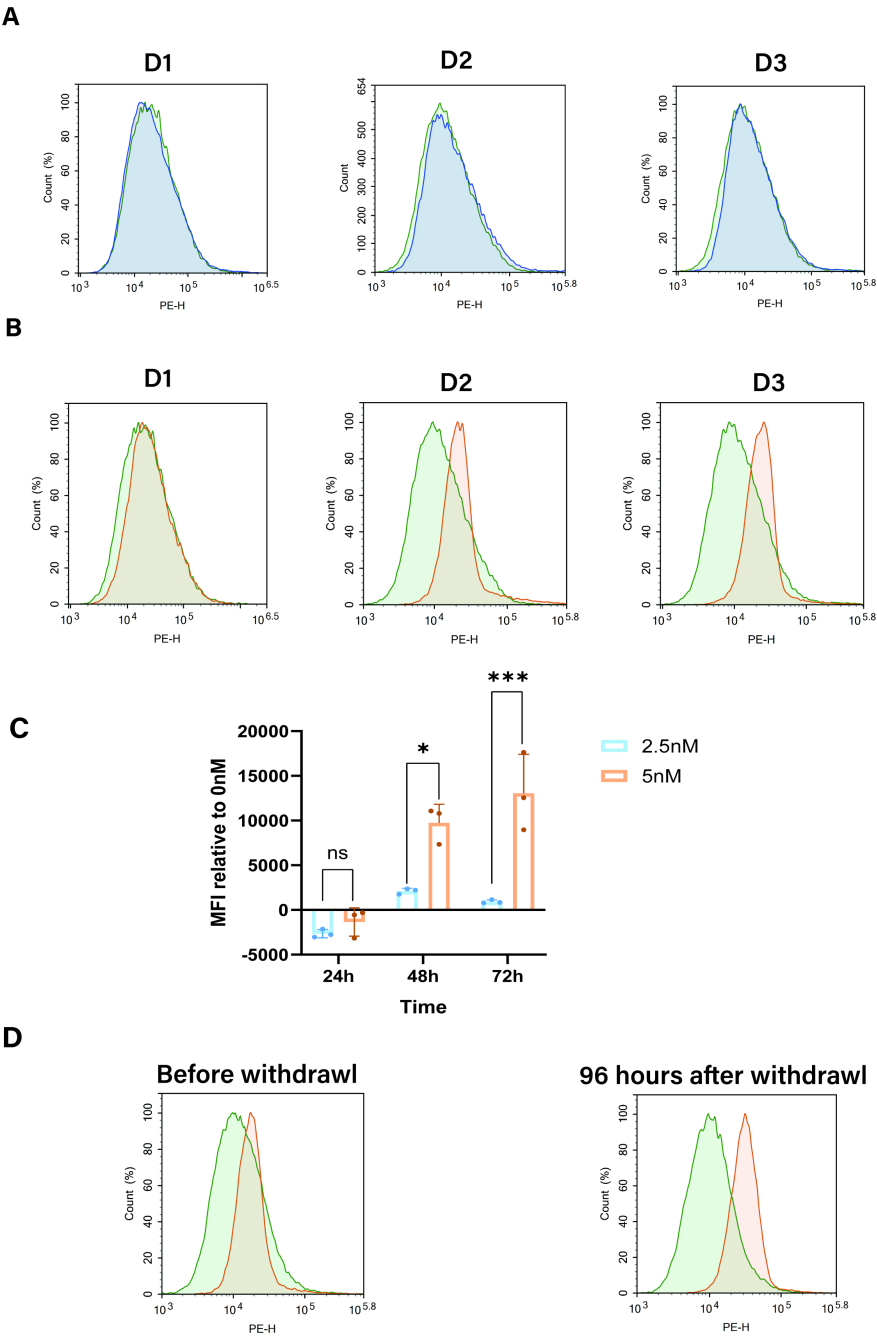 A
D1 D2 D3
Count (%) 100 80 60 40 20 0
10^3 10^4 10^5 10^6.5
PE-H
Count 654 500 400 300 200 100 0
10^3 10^4 10^5 10^5.8
PE-H
Count (%) 100 80 60 40 20 0
10^3 10^4 10^5 10^5.8
PE-H
B
D1 D2 D3
Count (%) 100 80 60 40 20 0
10^3 10^4 10^5 10^6.5
PE-H
Count (%) 100 80 60 40 20 0
10^3 10^4 10^5 10^5.8
PE-H
Count (%) 100 80 60 40 20 0
10^3 10^4 10^5 10^5.8
PE-H
C
MFI relative to 0nM
20000
15000
10000
5000
0
-5000
ns * ***
24h 48h 72h
Time
2.5nM
5nM
D
Before withdrawl 96 hours after withdrawl
Count (%) 100 80 60 40 20 0
10^3 10^4 10^5 10^5.8
PE-H
Count (%) 100 80 60 40 20 0
10^3 10^4 10^5 10^5.8
PE-H